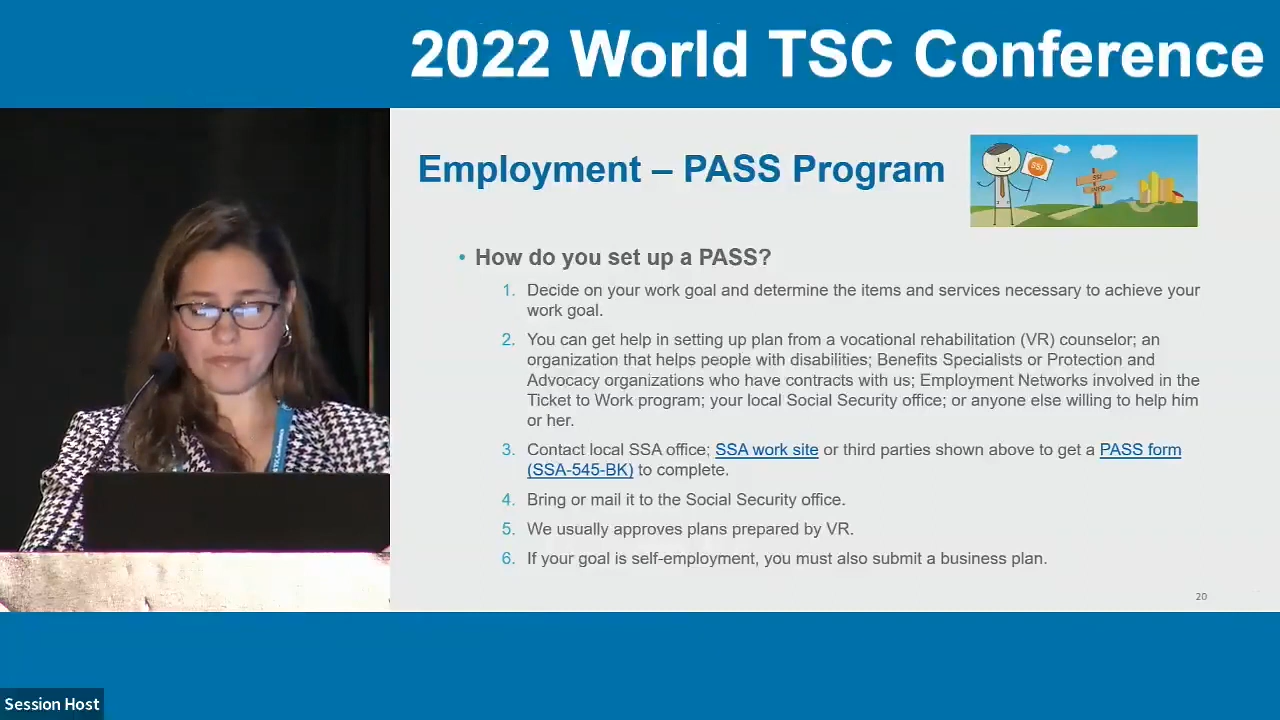 2022 World TSC Conference
Employment – PASS Program
SSI
SSI
INFO
• How do you set up a PASS?
1. Decide on your work goal and determine the items and services necessary to achieve your
work goal.
2. You can get help in setting up plan from a vocational rehabilitation (VR) counselor; an
organization that helps people with disabilities; Benefits Specialists or Protection and
Advocacy organizations who have contracts with us; Employment Networks involved in the
Ticket to Work program; your local Social Security office; or anyone else willing to help him
or her.
3. Contact local SSA office; SSA work site or third parties shown above to get a PASS form
(SSA-545-BK) to complete.
4. Bring or mail it to the Social Security office.
5. We usually approves plans prepared by VR.
6. If your goal is self-employment, you must also submit a business plan.
20
Session Host